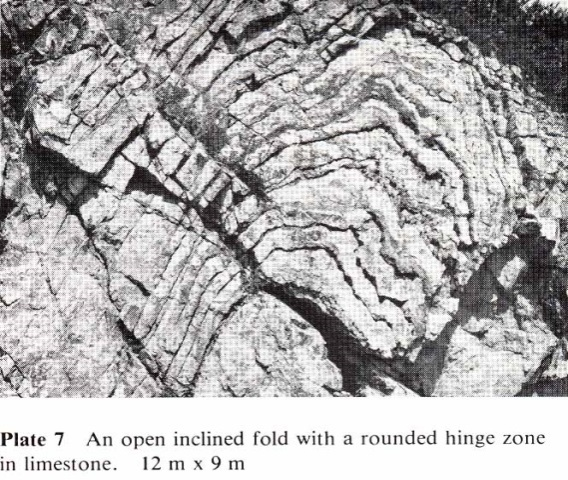 Plate 7 An open inclined fold with a rounded hinge zone
in limestone. 12 m x 9 m